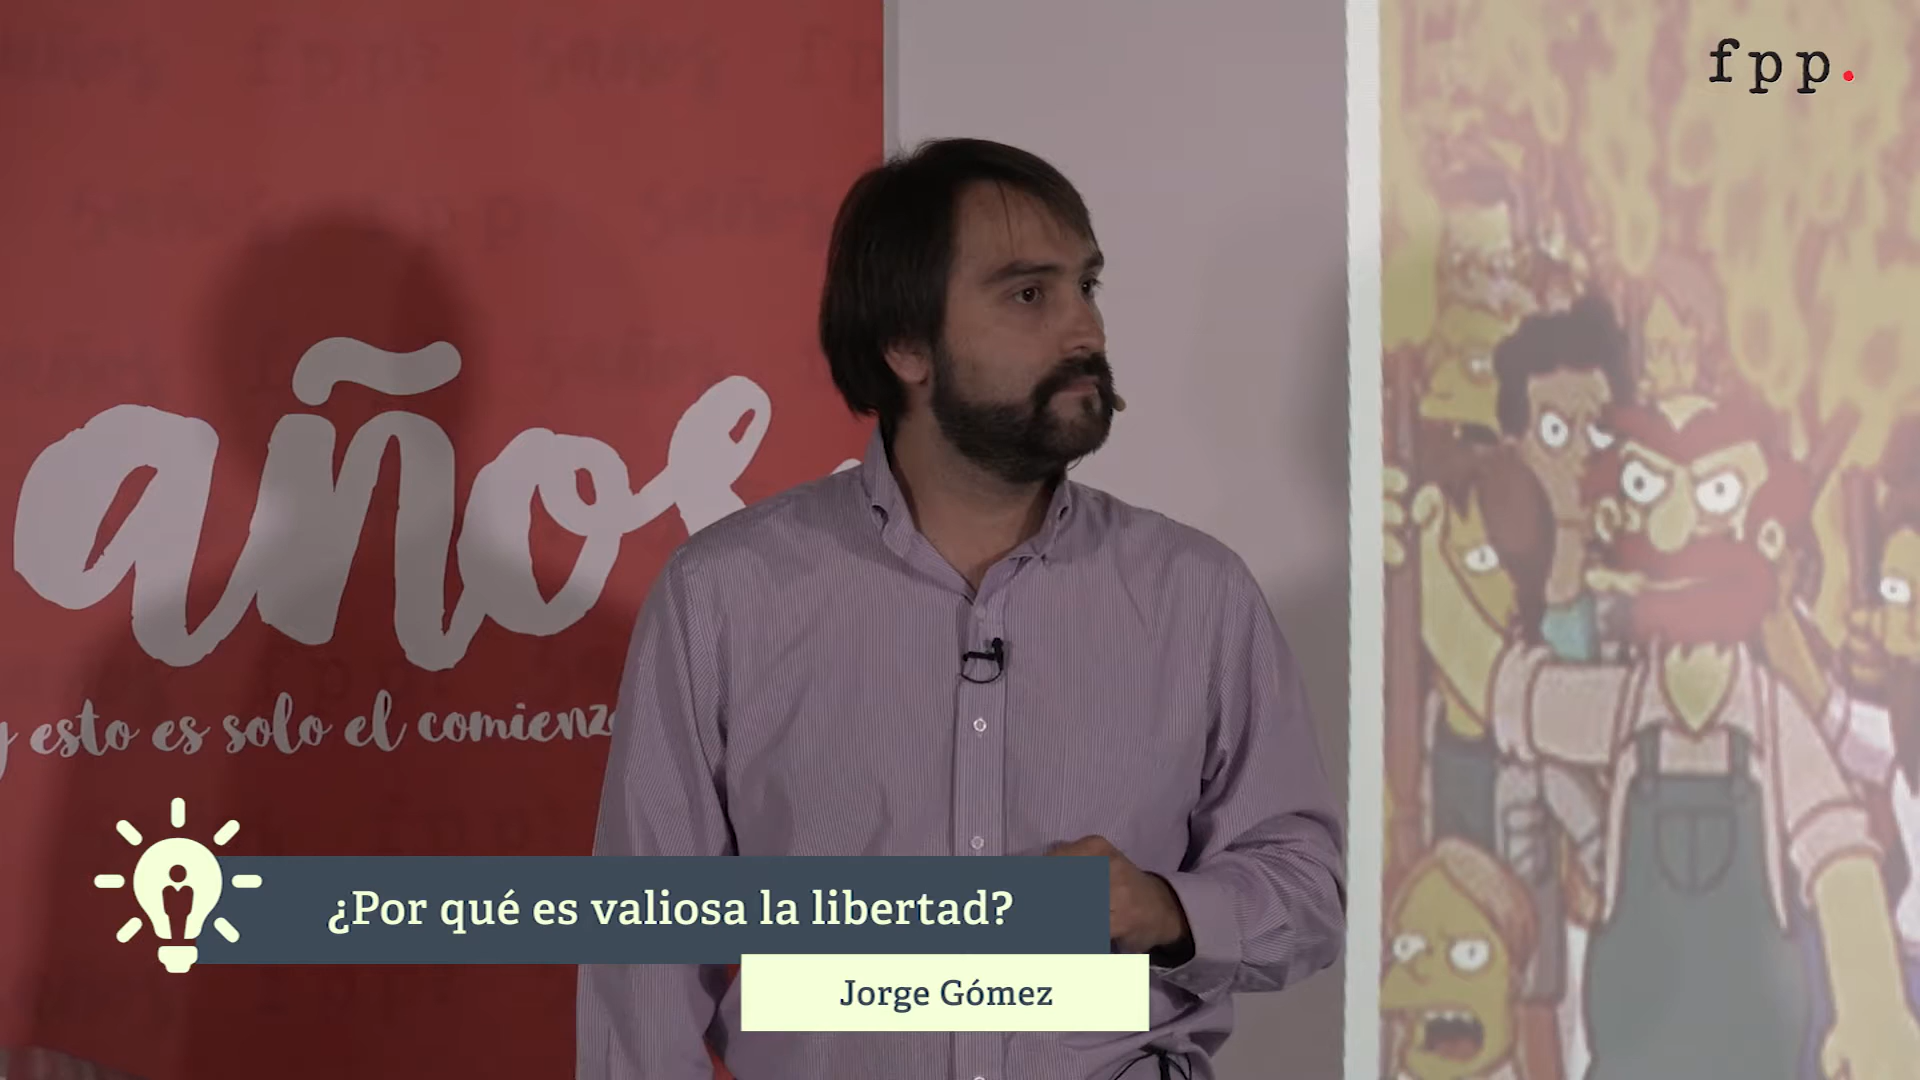 fpp.
años
y esto es solo el comienzo
¿Por qué es valiosa la libertad?
Jorge Gómez